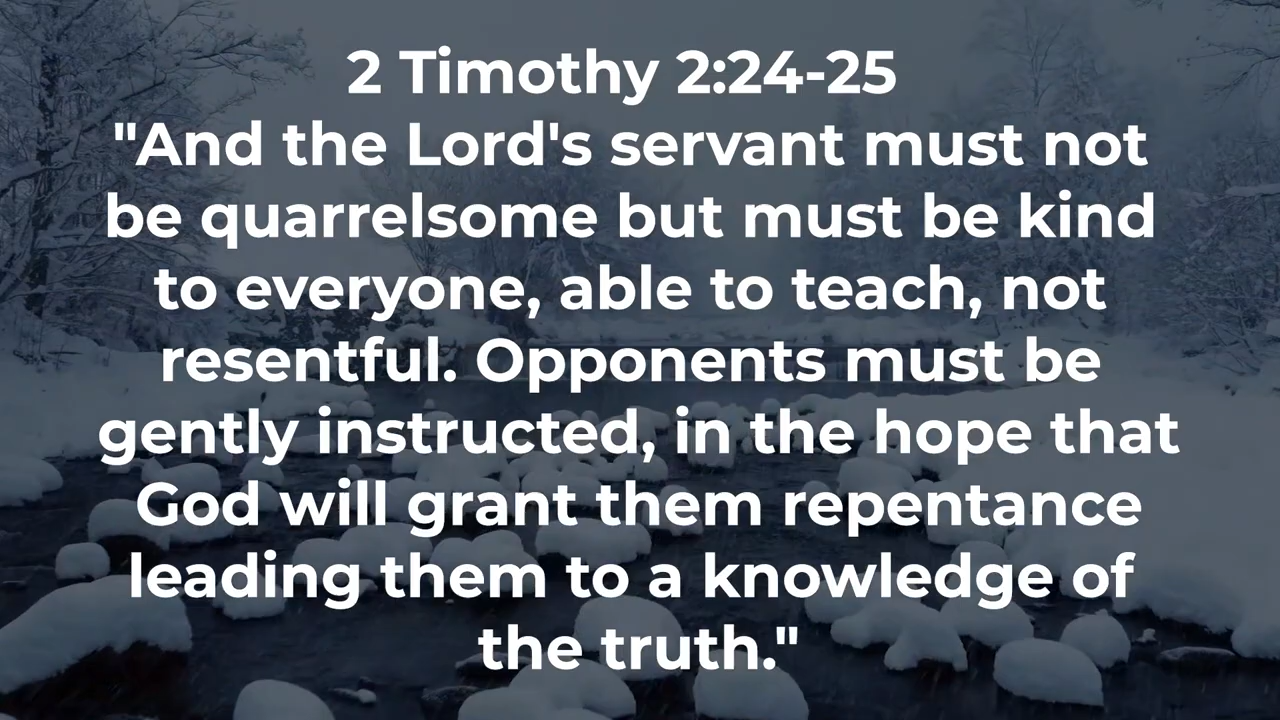 2 Timothy 2:24-25
"And the Lord's servant must not
be quarrelsome but must be kind
to everyone, able to teach, not
resentful. Opponents must be
gently instructed, in the hope that
God will grant them repentance
leading them to a knowledge of
the truth."